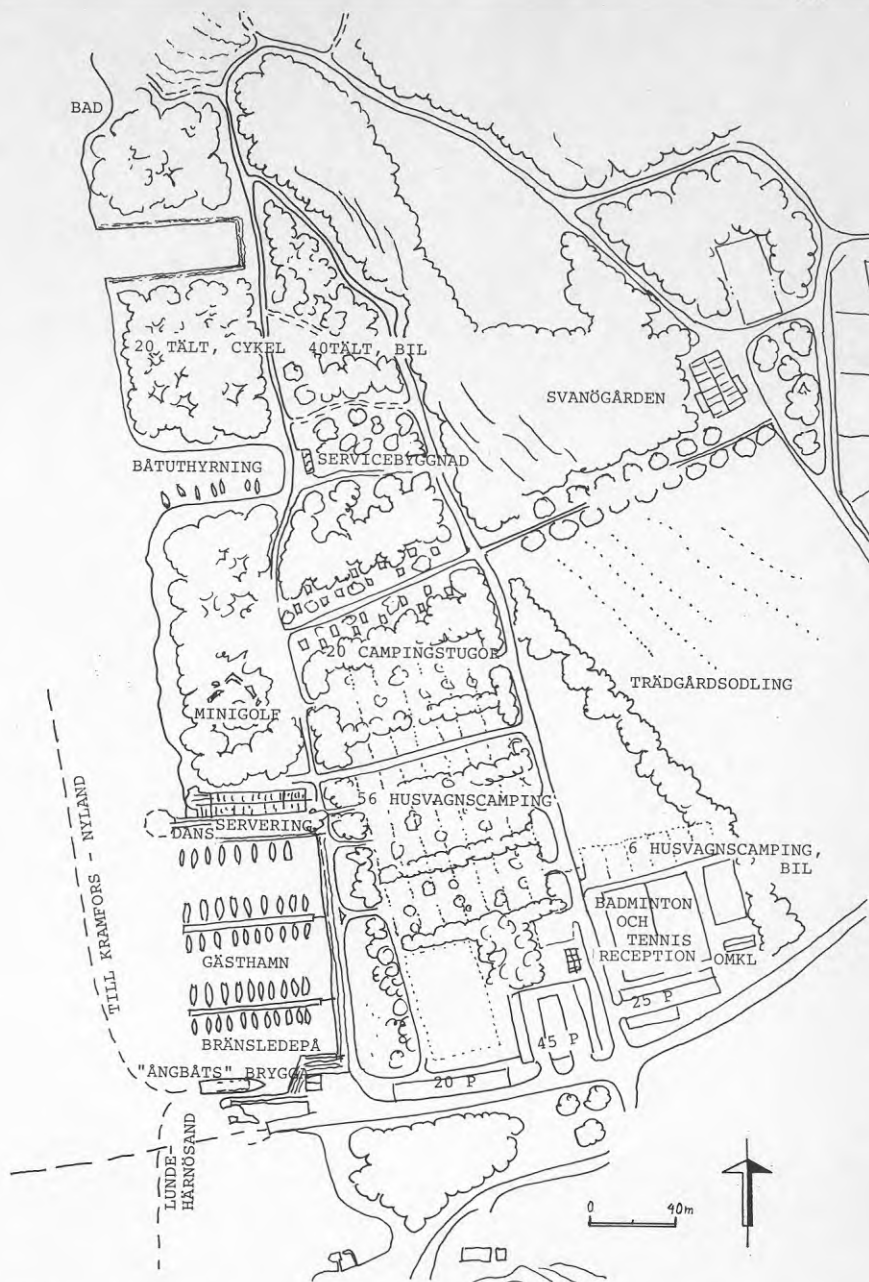 BAD
20 TÄLT, CYKEL
40TÄLT, BIL
SVANÖGÅRDEN
BÅTUTHYRNING
SERVICEBYGGNAD
20 CAMPINGSTUGOR
TRÄDGÅRDSODLING
MINIGOLF
56 HUSVAGNSCAMPING
DANS
SERVERING
6 HUSVAGNSCAMPING,
BIL
BADMINTON
OCH
TENNIS
RECEPTION
OMKL
GÄSTHAMN
TILL KRAMFORS - NYLAND
25 P
BRÄNSLEDEPÅ
45 P
"ÅNGBÅTS" BRYGGA
20 P
LUNDE-
HÄRNÖSAND
0 40m